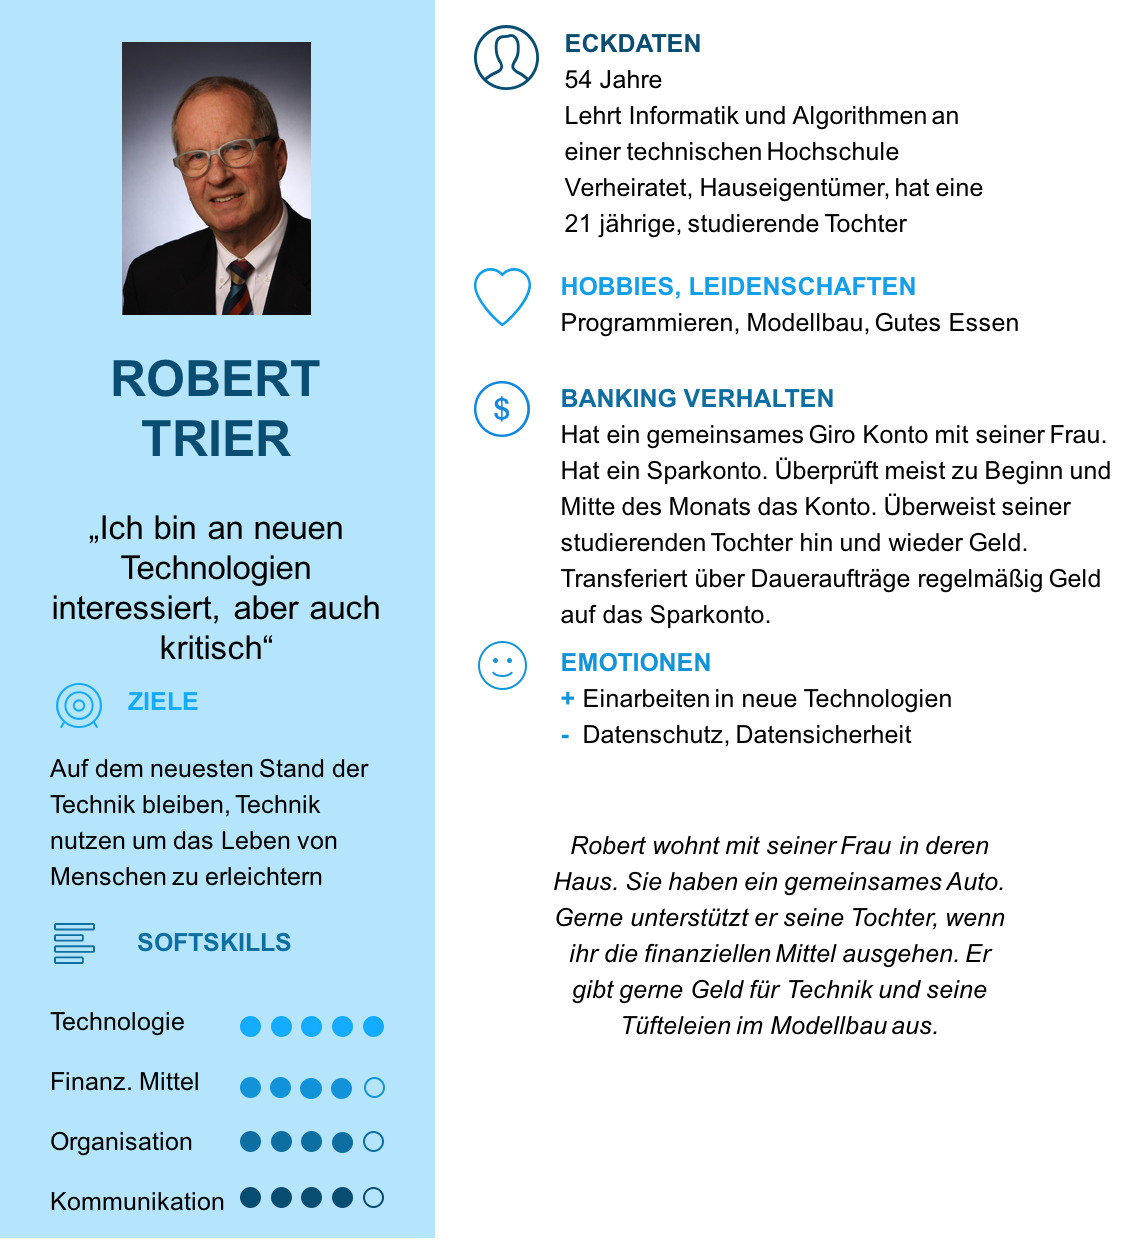 ROBERT
TRIER
„Ich bin an neuen
Technologien
interessiert, aber auch
kritisch“
ZIELE
Auf dem neuesten Stand der
Technik bleiben, Technik
nutzen um das Leben von
Menschen zu erleichtern
SOFTSKILLS
Technologie
Finanz. Mittel
Organisation
Kommunikation
ECKDATEN
54 Jahre
Lehrt Informatik und Algorithmen an
einer technischen Hochschule
Verheiratet, Hauseigentümer, hat eine
21 jährige, studierende Tochter
HOBBIES, LEIDENSCHAFTEN
Programmieren, Modellbau, Gutes Essen
$
BANKING VERHALTEN
Hat ein gemeinsames Giro Konto mit seiner Frau.
Hat ein Sparkonto. Überprüft meist zu Beginn und
Mitte des Monats das Konto. Überweist seiner
studierenden Tochter hin und wieder Geld.
Transferiert über Daueraufträge regelmäßig Geld
auf das Sparkonto.
EMOTIONEN
+ Einarbeiten in neue Technologien
- Datenschutz, Datensicherheit
Robert wohnt mit seiner Frau in deren
Haus. Sie haben ein gemeinsames Auto.
Gerne unterstützt er seine Tochter, wenn
ihr die finanziellen Mittel ausgehen. Er
gibt gerne Geld für Technik und seine
Tüfteleien im Modellbau aus.